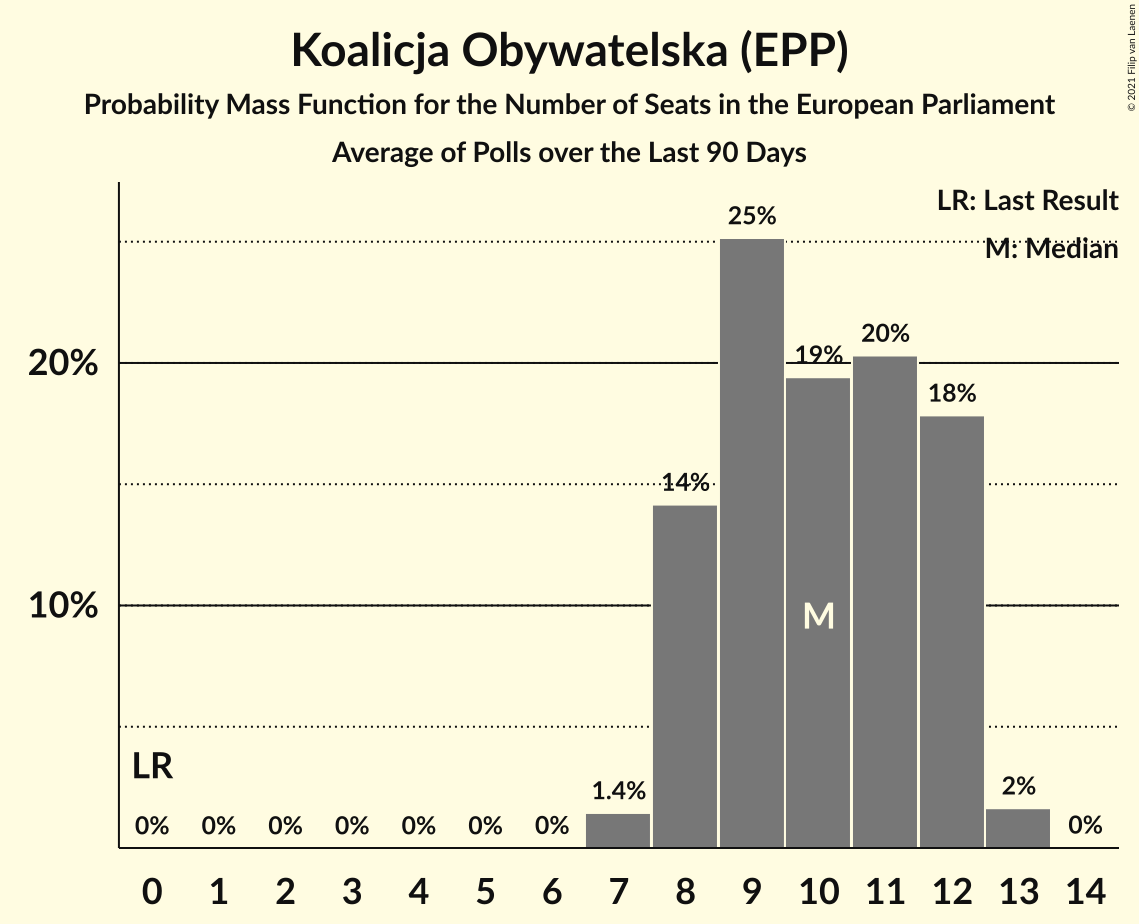 Koalicja Obywatelska (EPP)
Probability Mass Function for the Number of Seats in the European Parliament
Average of Polls over the Last 90 Days
© 2021 Filip van Laenen
LR: Last Result
M: Median
25%
20%
19%
20%
18%
14%
10%
M
LR
1.4%
2%
0% 0% 0% 0% 0% 0% 0% 0%
0 1 2 3 4 5 6 7 8 9 10 11 12 13 14